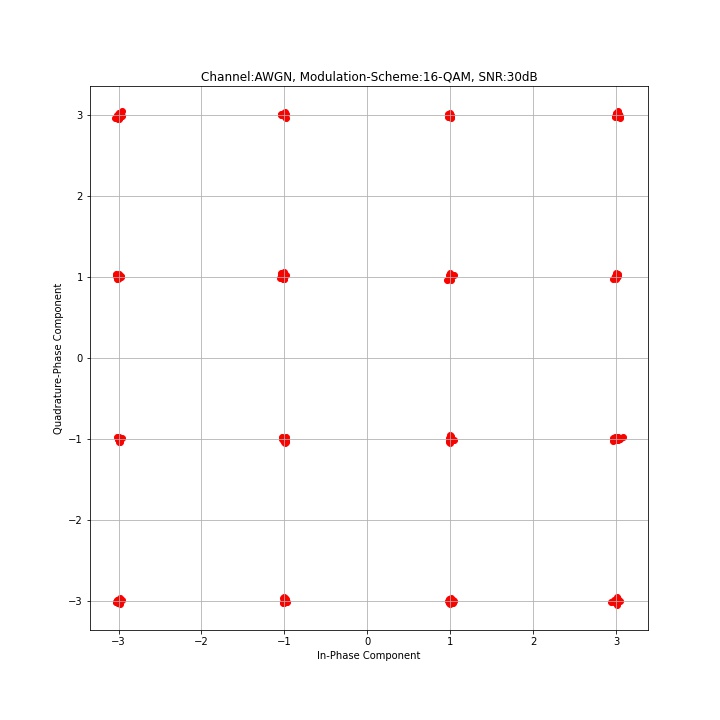 Channel:AWGN, Modulation-Scheme:16-QAM, SNR:30dB
3
2
1
0
−1
−2
−3
Quadrature-Phase Component
−3 −2 −1 0 1 2 3
In-Phase Component